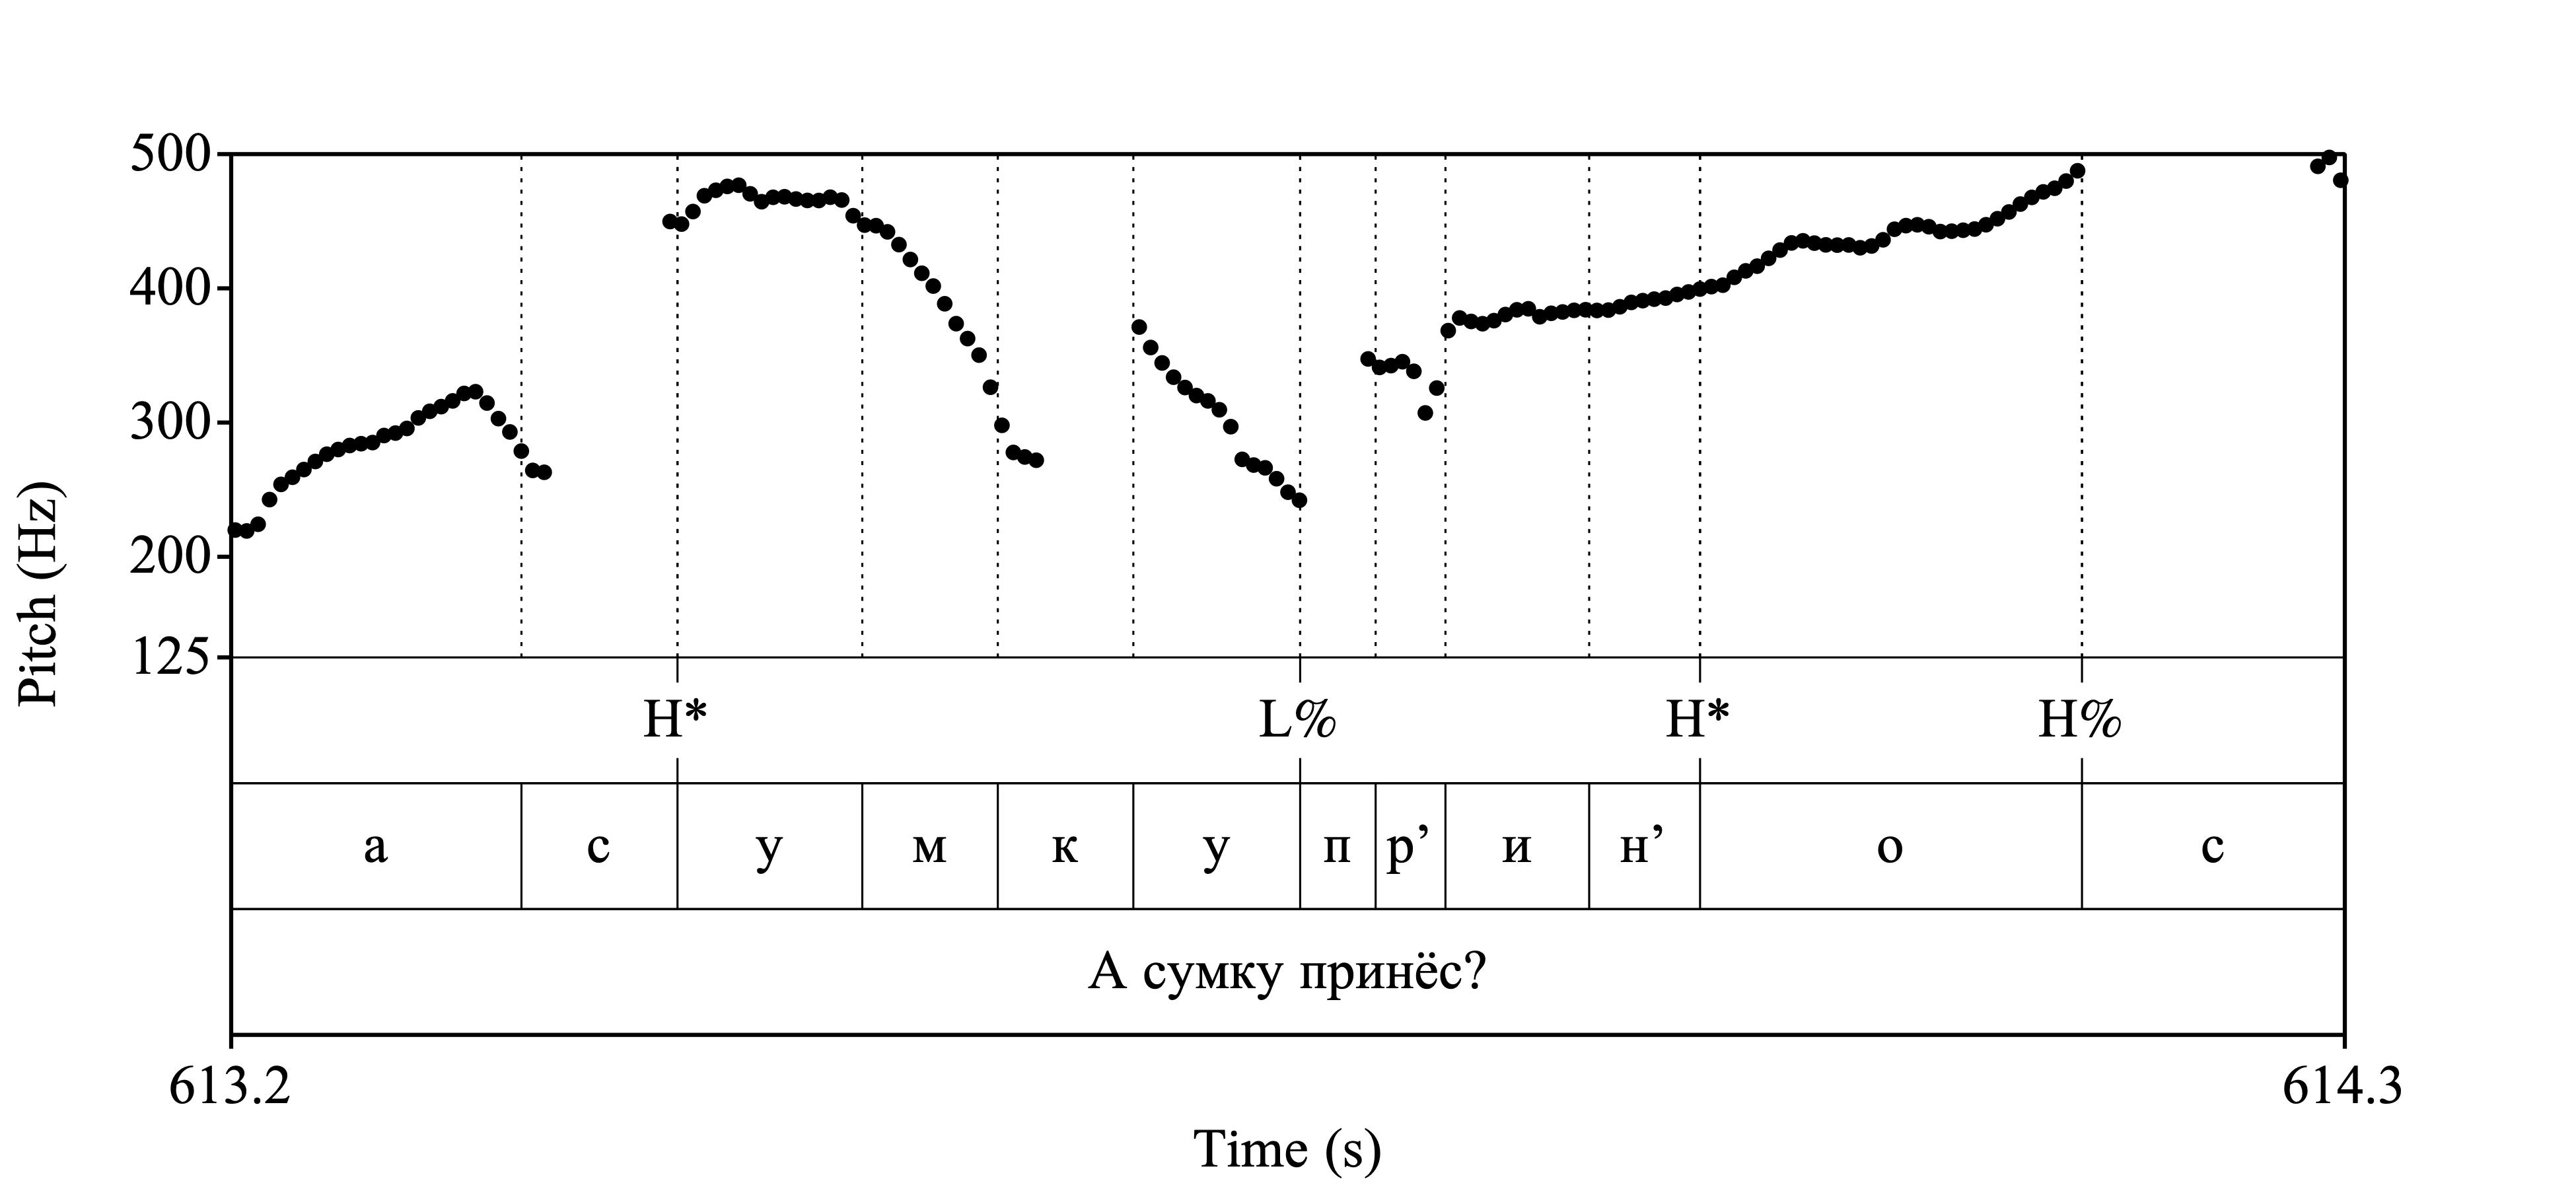 500
400
300
200
125
Pitch (Hz)
H* L% H* H%
а с у м к у п р’ и н’ о с
А сумку принёс?
613.2 614.3
Time (s)